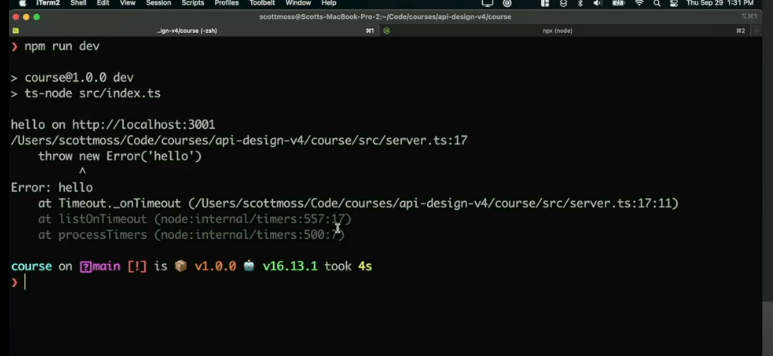 iTerm2 Shell Edit View Session Scripts Profiles Toolbelt Window Help Thu Sep 29 1:31 PM
scottmoss@Scotts-MacBook-Pro-2:~/Code/courses/api-design-v4/course
..ign-v4/course (-zsh) ⌘1 npx (node) ⌘2
❯ npm run dev
> course@1.0.0 dev
> ts-node src/index.ts
hello on http://localhost:3001
/Users/scottmoss/Code/courses/api-design-v4/course/src/server.ts:17
throw new Error('hello')
^
Error: hello
at Timeout._onTimeout (/Users/scottmoss/Code/courses/api-design-v4/course/src/server.ts:17:11)
at listOnTimeout (node:internal/timers:557:17)
at processTimers (node:internal/timers:500:7)
course on main [!] is 📦 v1.0.0 🤖 v16.13.1 took 4s
❯